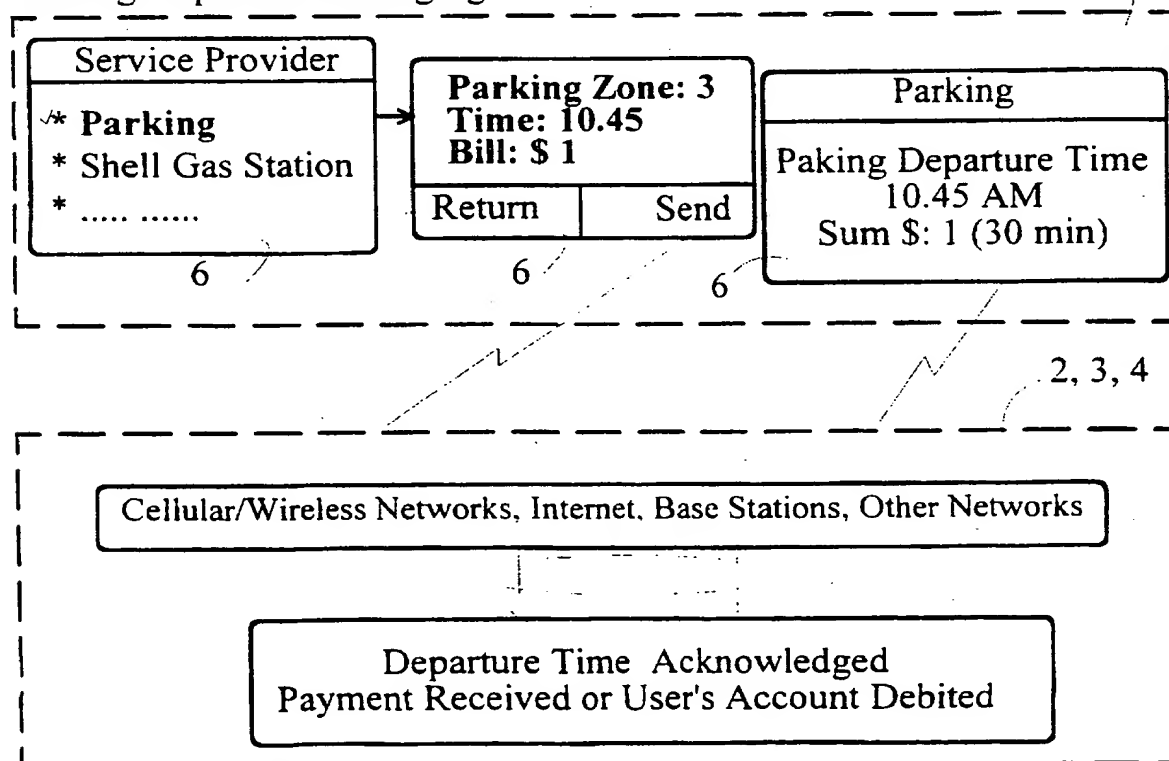 Service Provider
* Parking
* Shell Gas Station
* ..... ......
6
Parking Zone: 3
Time: 10.45
Bill: $ 1
Return Send
6
Parking
Paking Departure Time
10.45 AM
Sum $: 1 (30 min)
6
2, 3, 4
Cellular/Wireless Networks, Internet, Base Stations, Other Networks
Departure Time Acknowledged
Payment Received or User's Account Debited